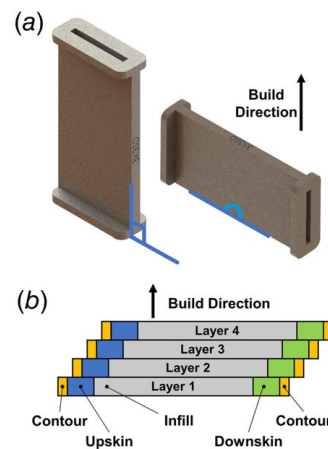 (a)
Build
Direction
(b)
Build Direction
Layer 4
Layer 3
Layer 2
Layer 1
Contour
Infill
Contour
Upskin
Downskin